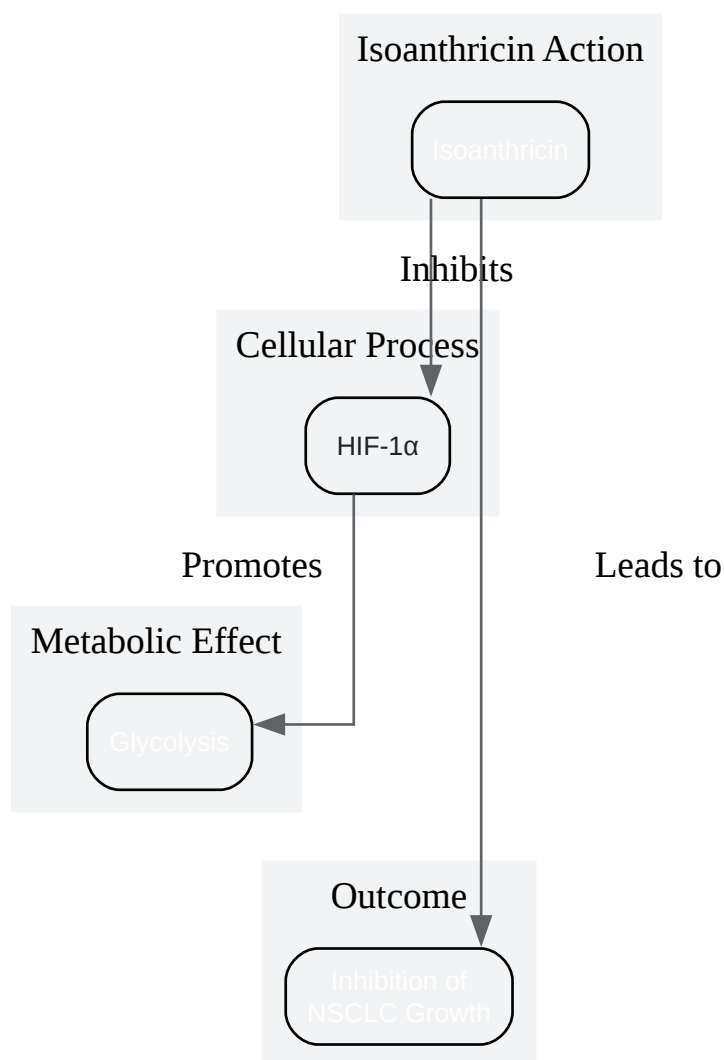 Isoanthricin Action
Isoanthricin
Inhibits
Cellular Process
HIF-1α
Promotes
Leads to
Metabolic Effect
Glycolysis
Outcome
Inhibition of
NSCLC Growth